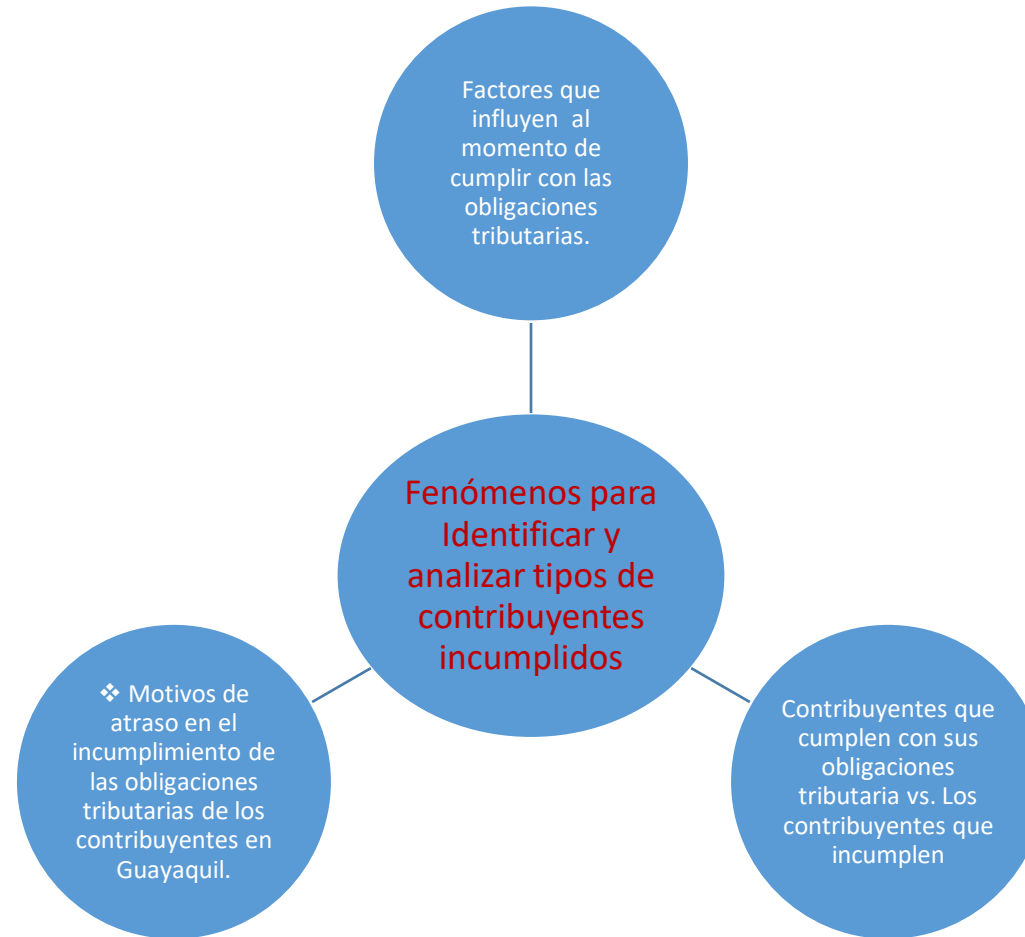 Factores que
influyen al
momento de
cumplir con las
obligaciones
tributarias.
Fenómenos para
Identificar y
analizar tipos de
contribuyentes
incumplidos
❖ Motivos de
atraso en el
incumplimiento de
las obligaciones
tributarias de los
contribuyentes en
Guayaquil.
Contribuyentes que
cumplen con sus
obligaciones
tributaria vs. Los
contribuyentes que
incumplen